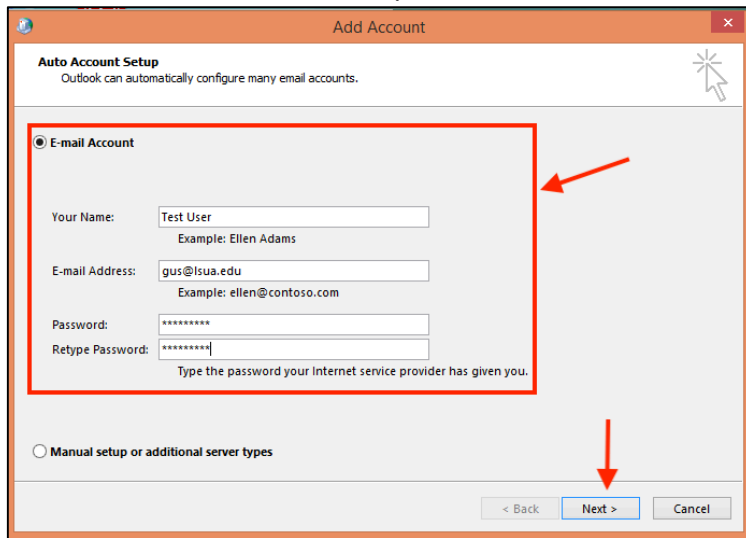 Add Account
Auto Account Setup
Outlook can automatically configure many email accounts.
E-mail Account
Your Name: Test User
Example: Ellen Adams
E-mail Address: gus@lsua.edu
Example: ellen@contoso.com
Password: *********
Retype Password: *********
Type the password your Internet service provider has given you.
Manual setup or additional server types
< Back Next > Cancel